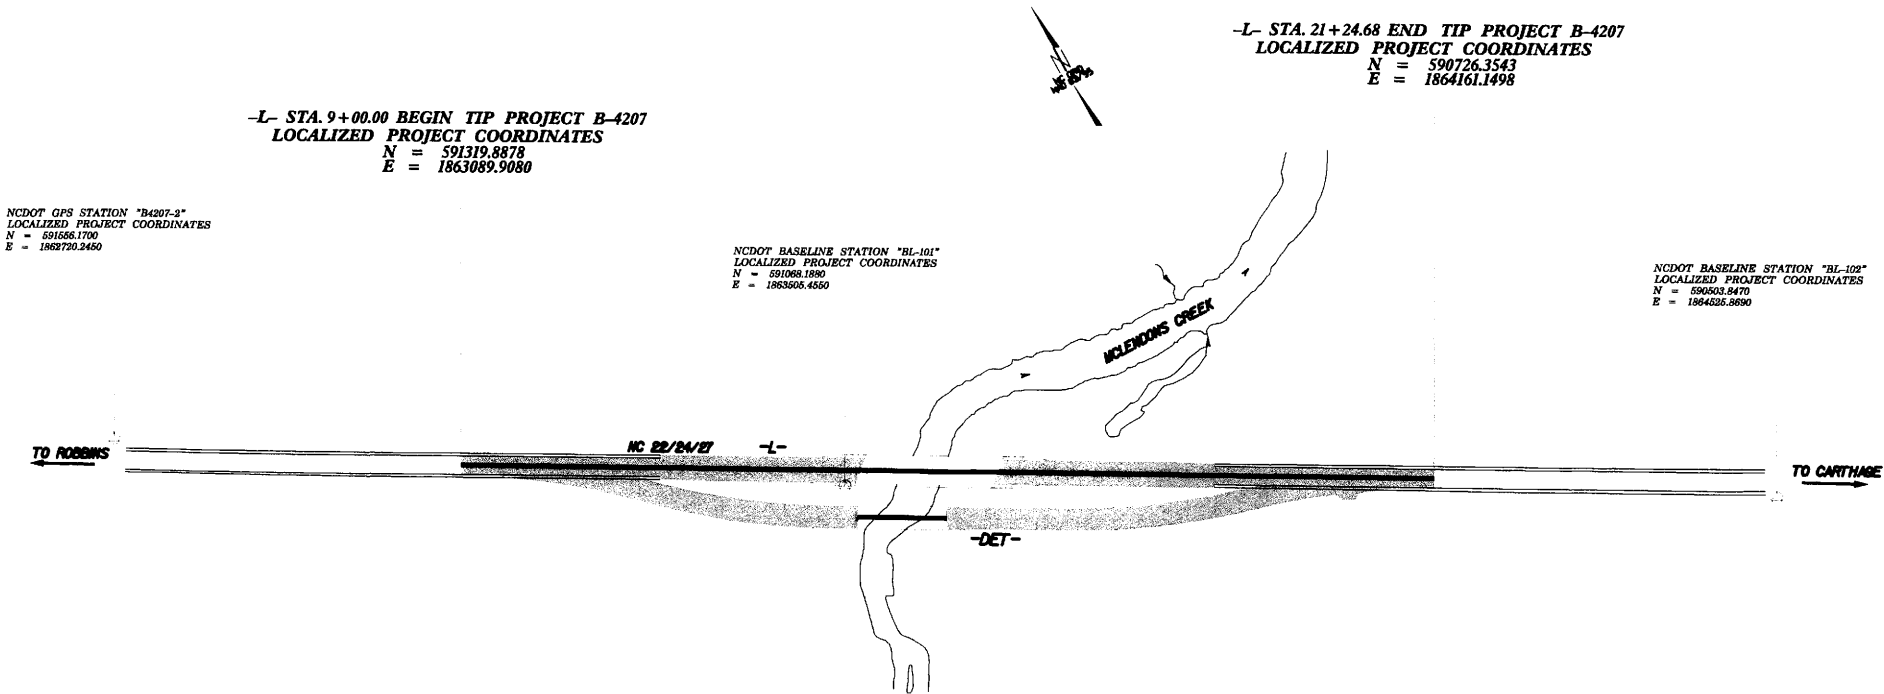 -L- STA. 21+24.68 END TIP PROJECT B-4207
LOCALIZED PROJECT COORDINATES
N = 590726.3543
E = 1864161.1498
-L- STA. 9+00.00 BEGIN TIP PROJECT B-4207
LOCALIZED PROJECT COORDINATES
N = 591319.8878
E = 1863089.9080
NCDOT GPS STATION "B4207-2"
LOCALIZED PROJECT COORDINATES
N = 591556.1700
E = 1862720.2450
NCDOT BASELINE STATION "BL-101"
LOCALIZED PROJECT COORDINATES
N = 591068.1880
E = 1863505.4550
NCDOT BASELINE STATION "BL-102"
LOCALIZED PROJECT COORDINATES
N = 590503.8470
E = 1864525.8690
MCLENDONS CREEK
TO ROBBINS
NC 22/24/27
-L-
TO CARTHAGE
-DET-